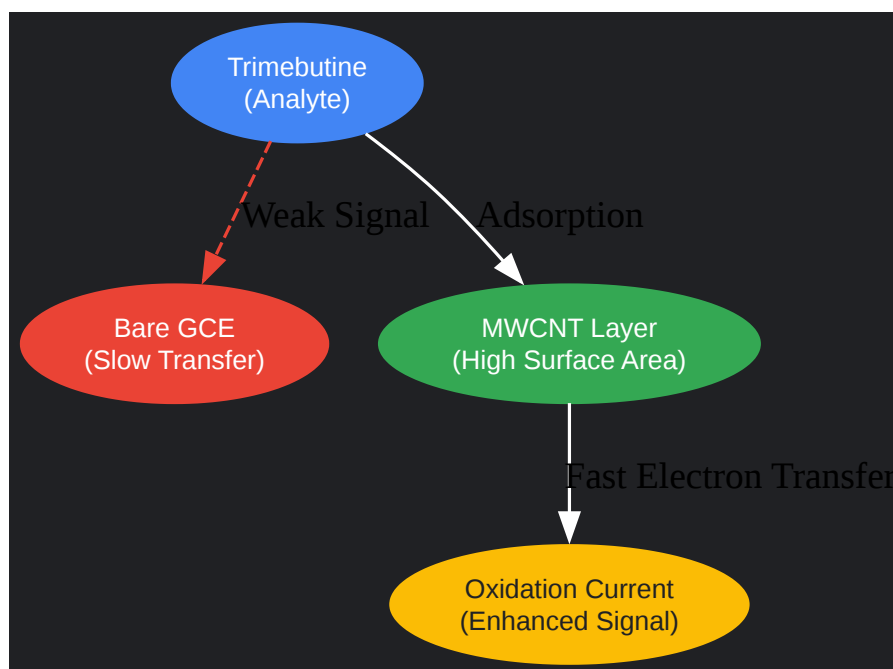 Trimebutine
(Analyte)
Weak Signal
Adsorption
Bare GCE
(Slow Transfer)
MWCNT Layer
(High Surface Area)
Fast Electron Transfer
Oxidation Current
(Enhanced Signal)